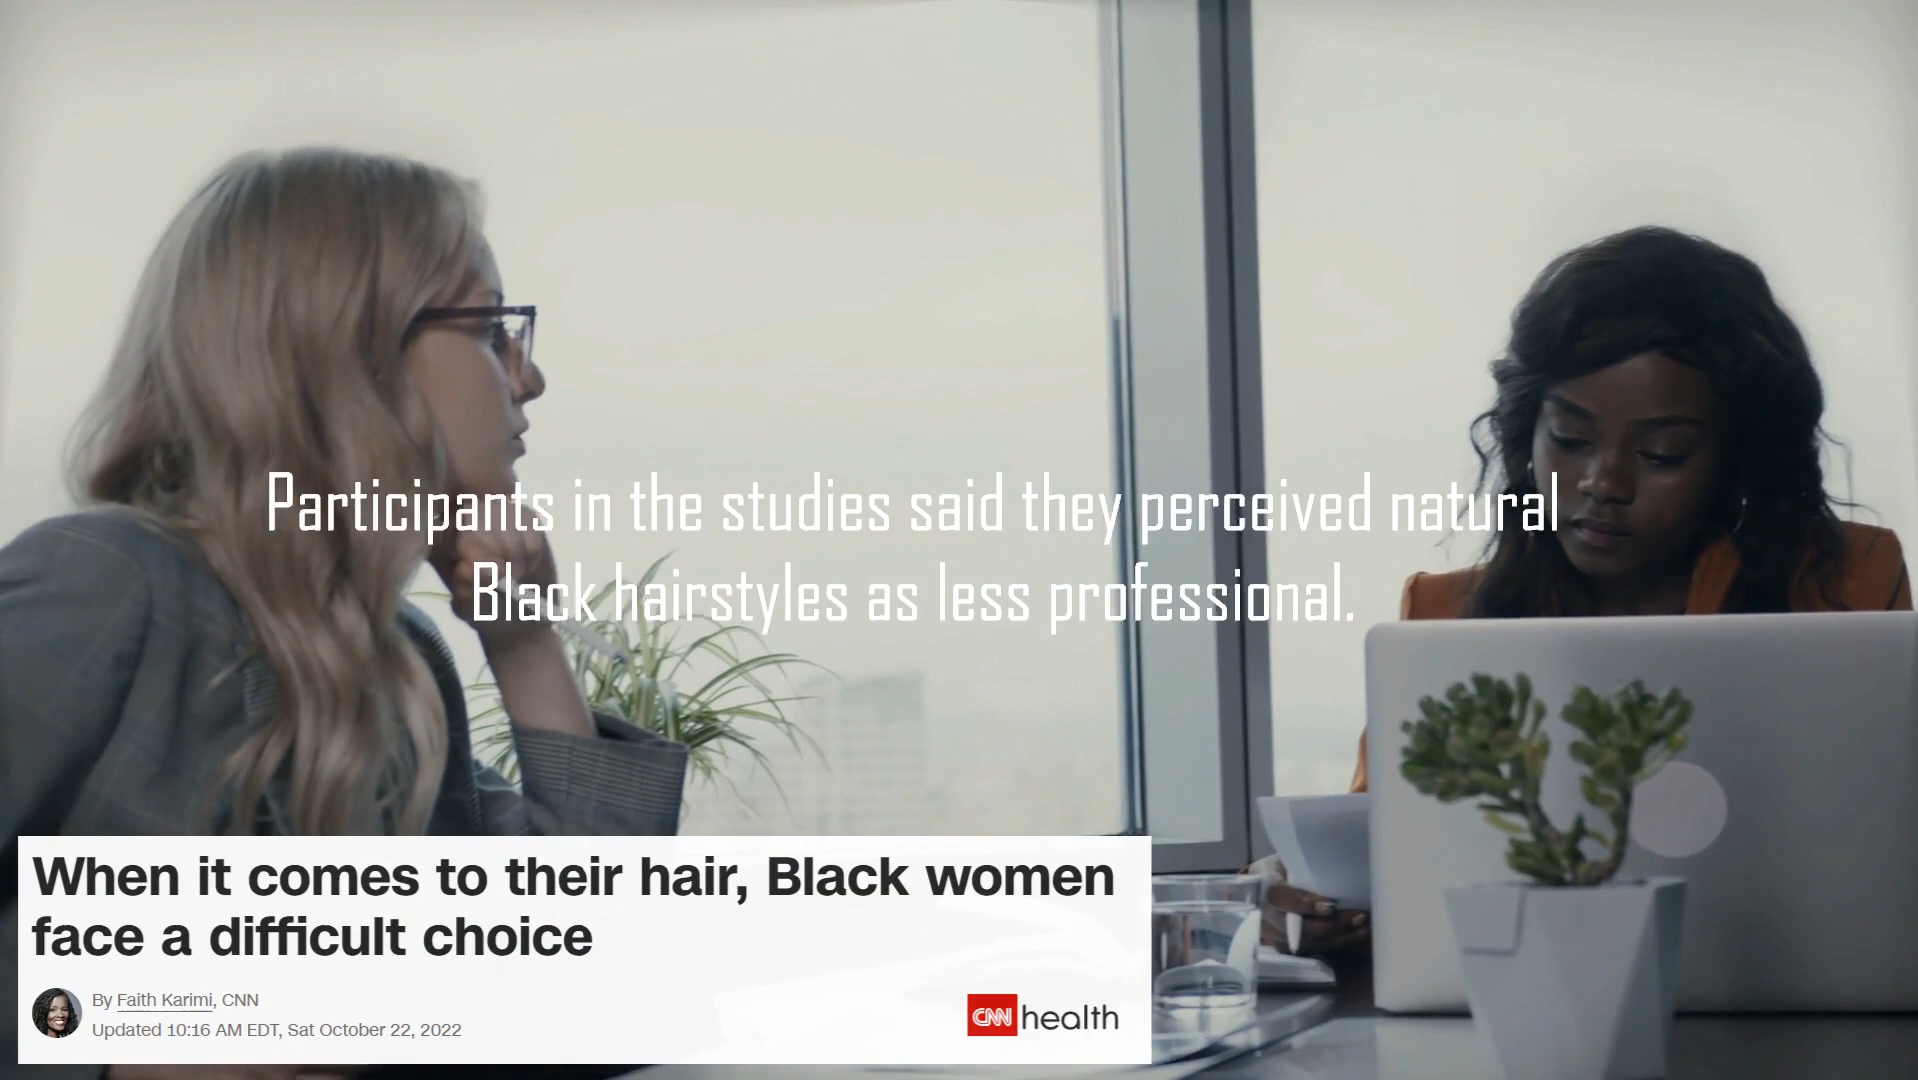 Participants in the studies said they perceived natural
Black hairstyles as less professional.
When it comes to their hair, Black women
face a difficult choice
By Faith Karimi, CNN
Updated 10:16 AM EDT, Sat October 22, 2022
CNN health